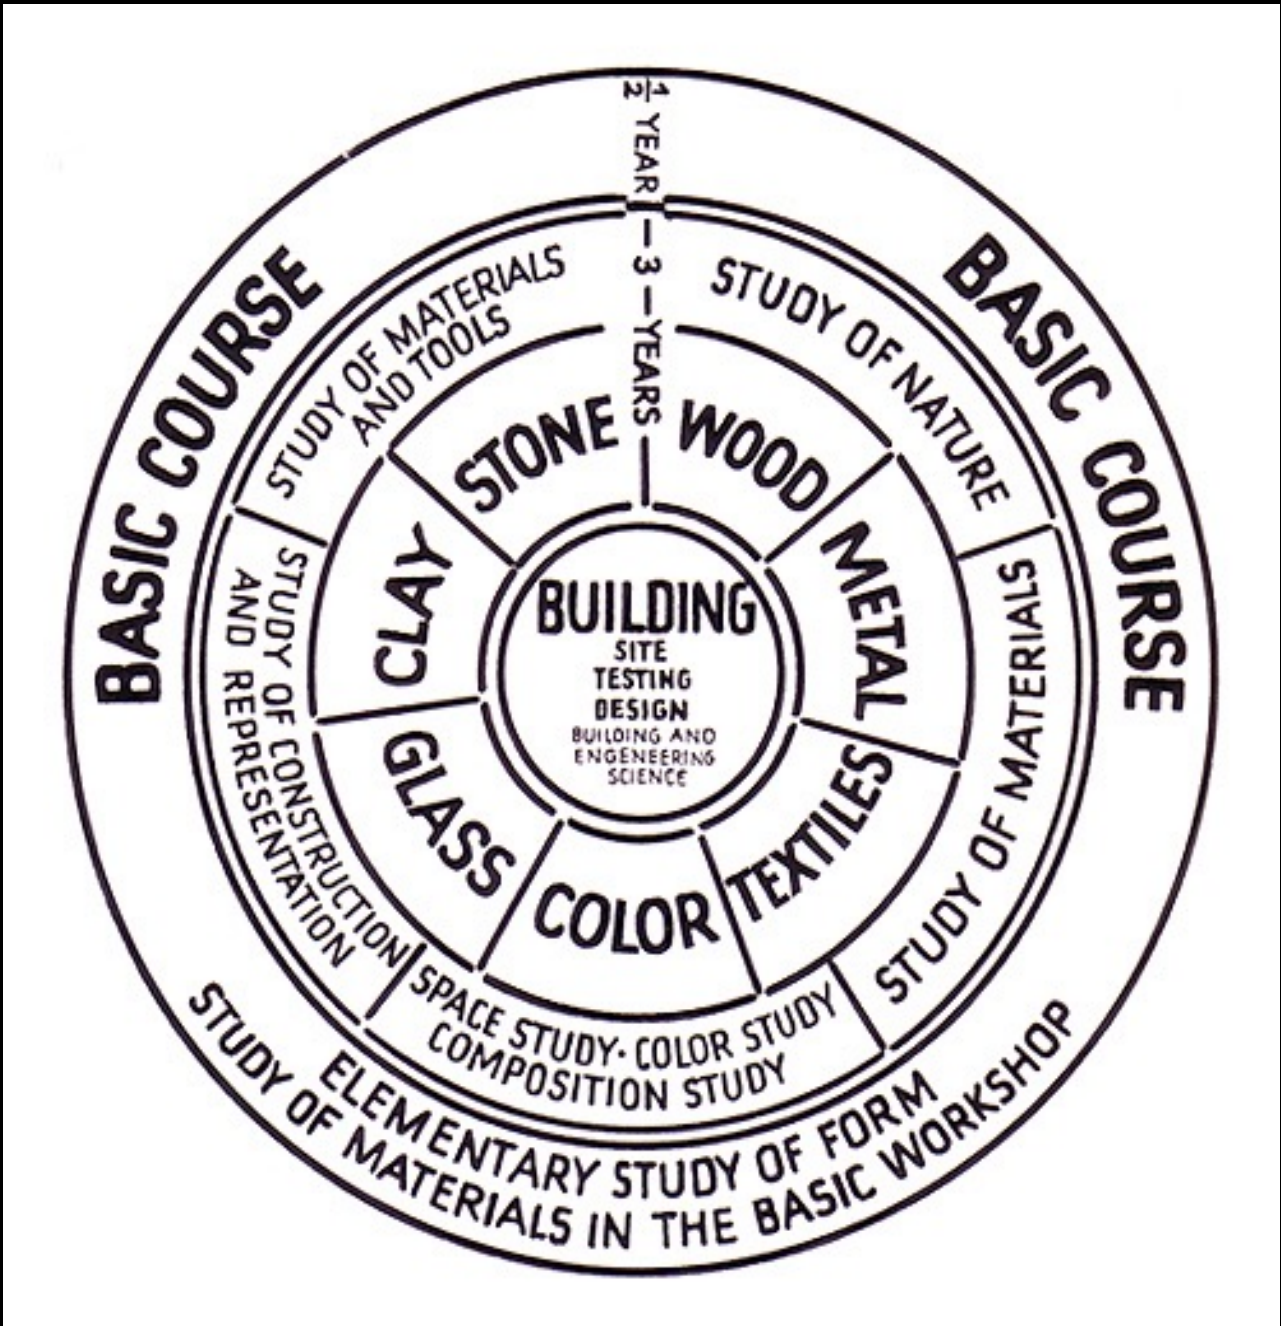 ½ YEAR
3 YEARS
BASIC COURSE
BASIC COURSE
ELEMENTARY STUDY OF FORM
STUDY OF MATERIALS IN THE BASIC WORKSHOP
STUDY OF MATERIALS
AND TOOLS
STUDY OF NATURE
STUDY OF MATERIALS
SPACE STUDY· COLOR STUDY
COMPOSITION STUDY
STUDY OF CONSTRUCTION
AND REPRESENTATION
STONE
WOOD
METAL
TEXTILES
COLOR
GLASS
CLAY
BUILDING
SITE
TESTING
DESIGN
BUILDING AND
ENGENEERING
SCIENCE